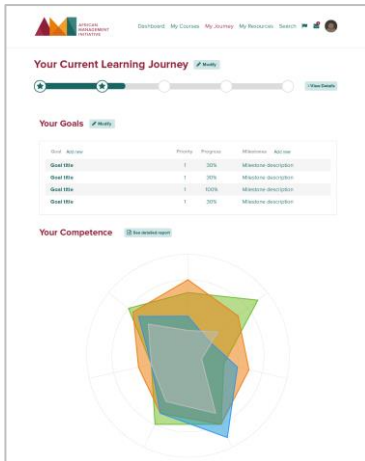 AFRICAN
MANAGEMENT
INITIATIVE
Dashboard My Courses My Journey My Resources Search
Your Current Learning Journey Modify
View Details
Your Goals Modify
Goal Add new Priority Progress Milestones Add new
Goal title 1 30% Milestone description
Goal title 1 30% Milestone description
Goal title 1 100% Milestone description
Goal title 1 30% Milestone description
Your Competence See detailed report